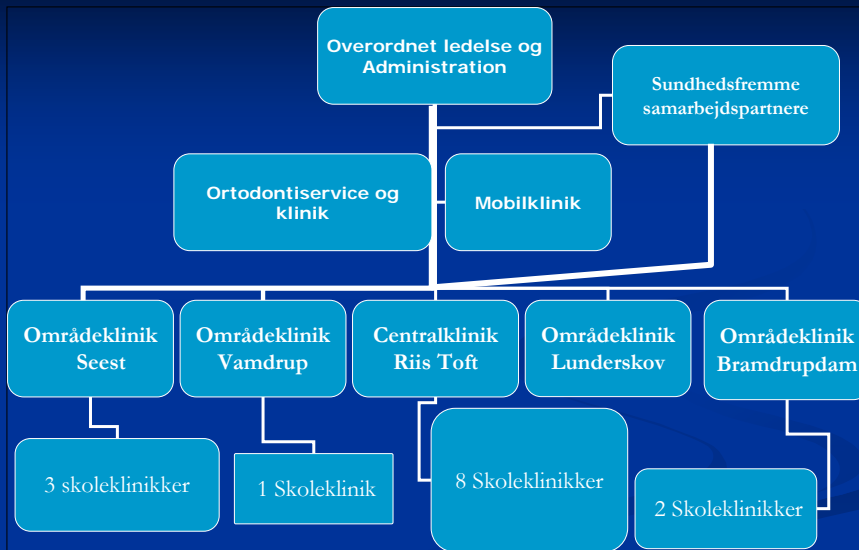 Overordnet ledelse og
Administration
Sundhedsfremme
samarbejdspartnere
Ortodontiservice og
klinik
Mobilklinik
Områdeklinik
Seest
Områdeklinik
Vamdrup
Centralklinik
Riis Toft
Områdeklinik
Lunderskov
Områdeklinik
Bramdrupdam
3 skoleklinikker
1 Skoleklinik
8 Skoleklinikker
2 Skoleklinikker